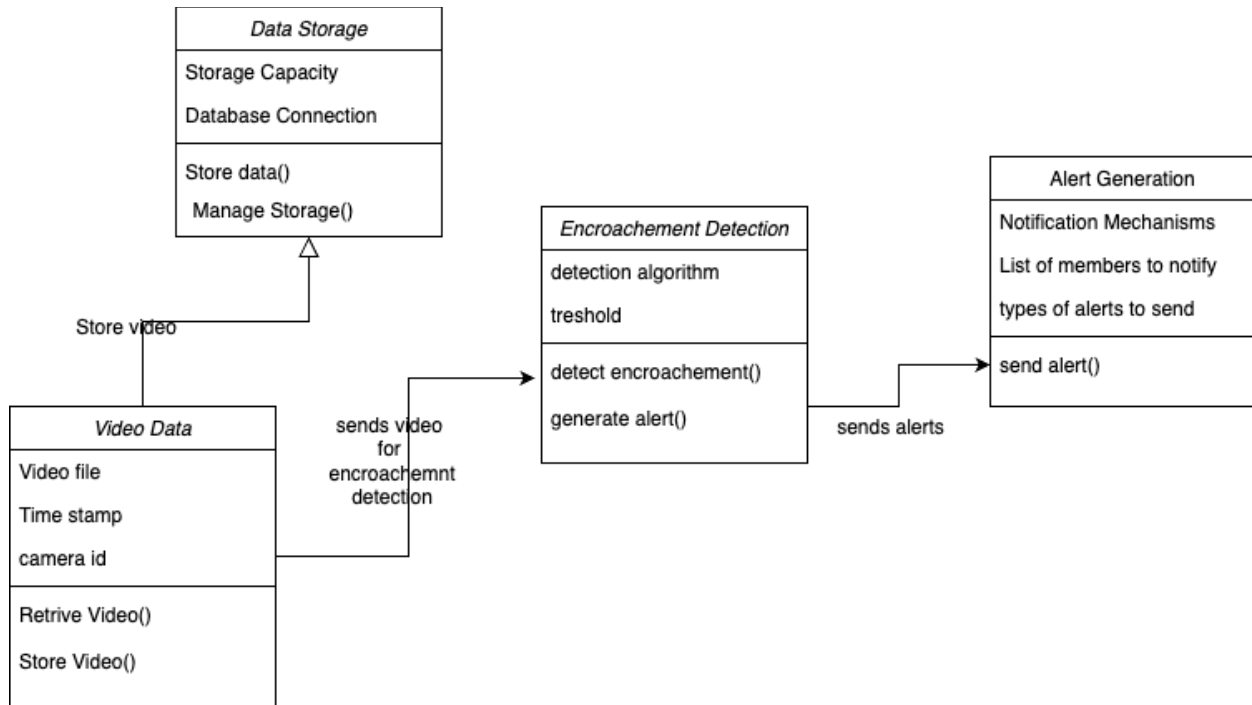 Data Storage
Storage Capacity
Database Connection
Store data()
Manage Storage()
Store video
Video Data
Video file
Time stamp
camera id
Retrive Video()
Store Video()
sends video
for
encroachemnt
detection
Encroachement Detection
detection algorithm
treshold
detect encroachement()
generate alert()
sends alerts
Alert Generation
Notification Mechanisms
List of members to notify
types of alerts to send
send alert()